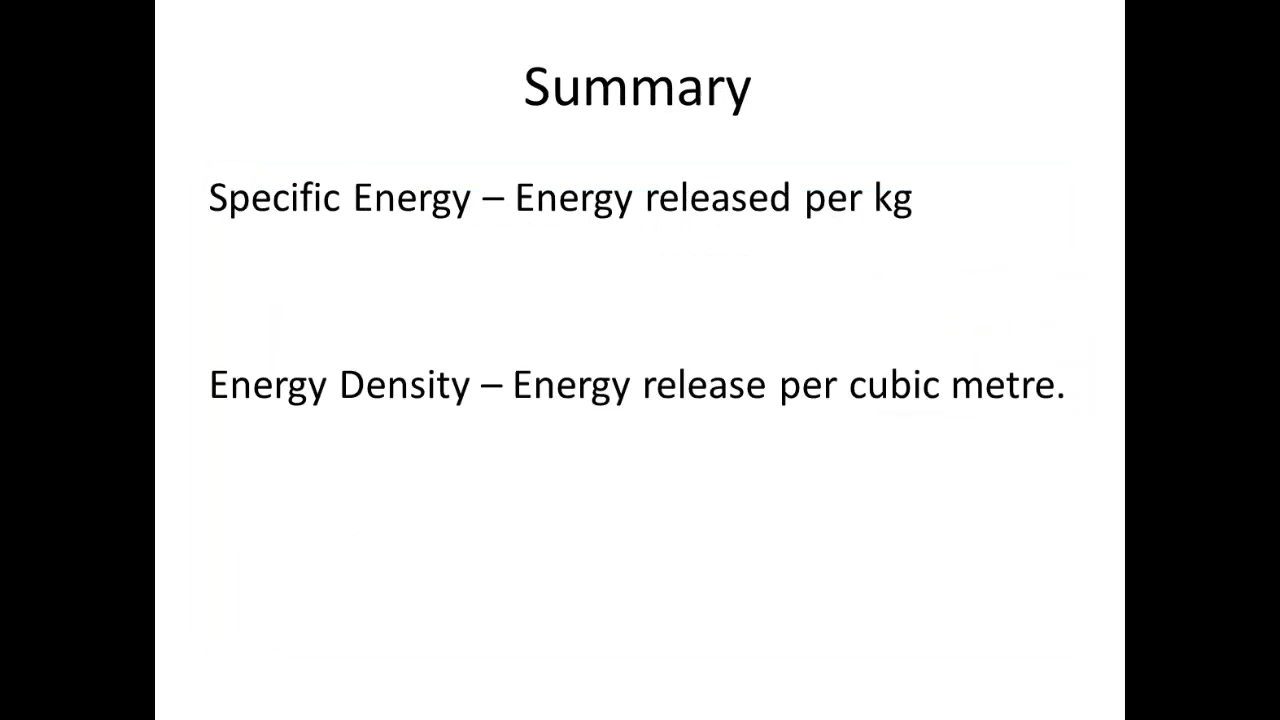 Summary
Specific Energy – Energy released per kg
Energy Density – Energy release per cubic metre.